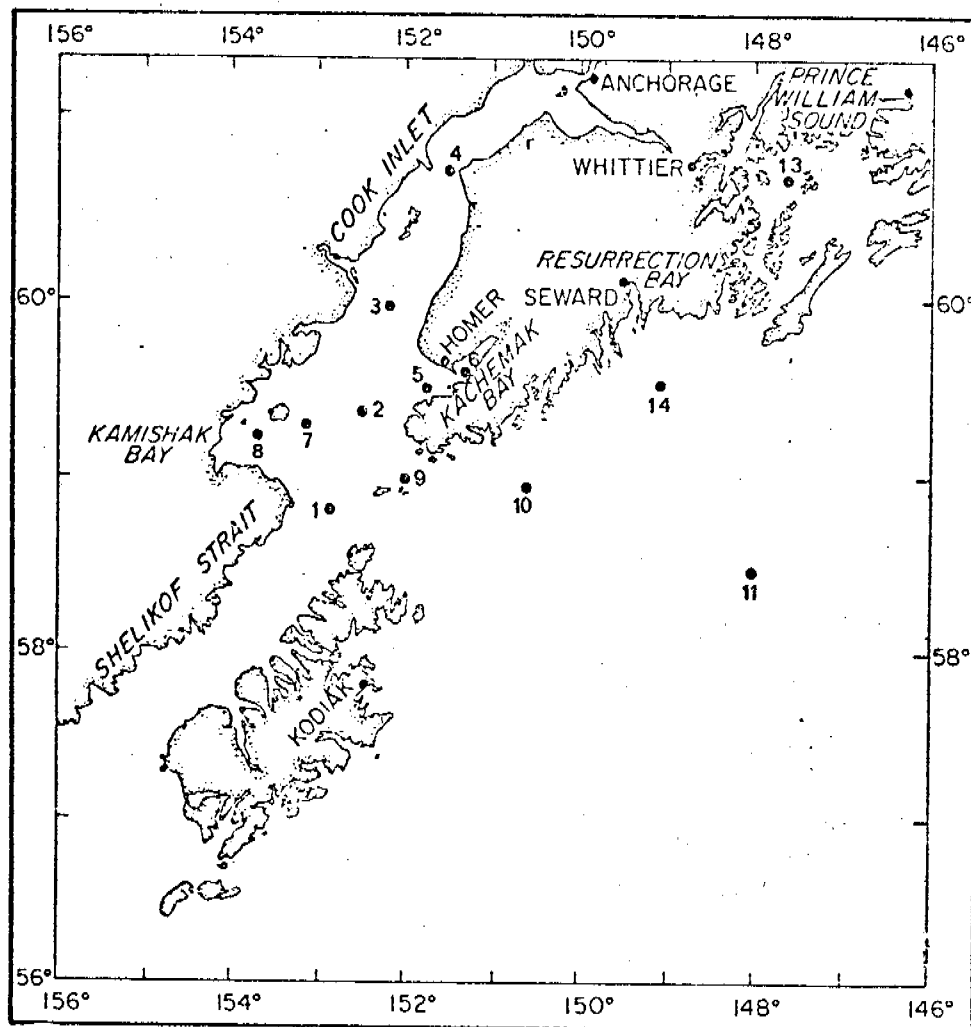 156° 154° 152° 150° 148° 146°
ANCHORAGE
PRINCE
WILLIAM
SOUND
COOK INLET
4
WHITTIER
13
RESURRECTION
BAY
SEWARD
60° 60°
3
HOMER
6
5
KACHEMAK
BAY
14
2
7
KAMISHAK
BAY
8
9
10
1
11
SHELIKOF STRAIT
58° 58°
KODIAK
56°
156° 154° 152° 150° 148° 146°